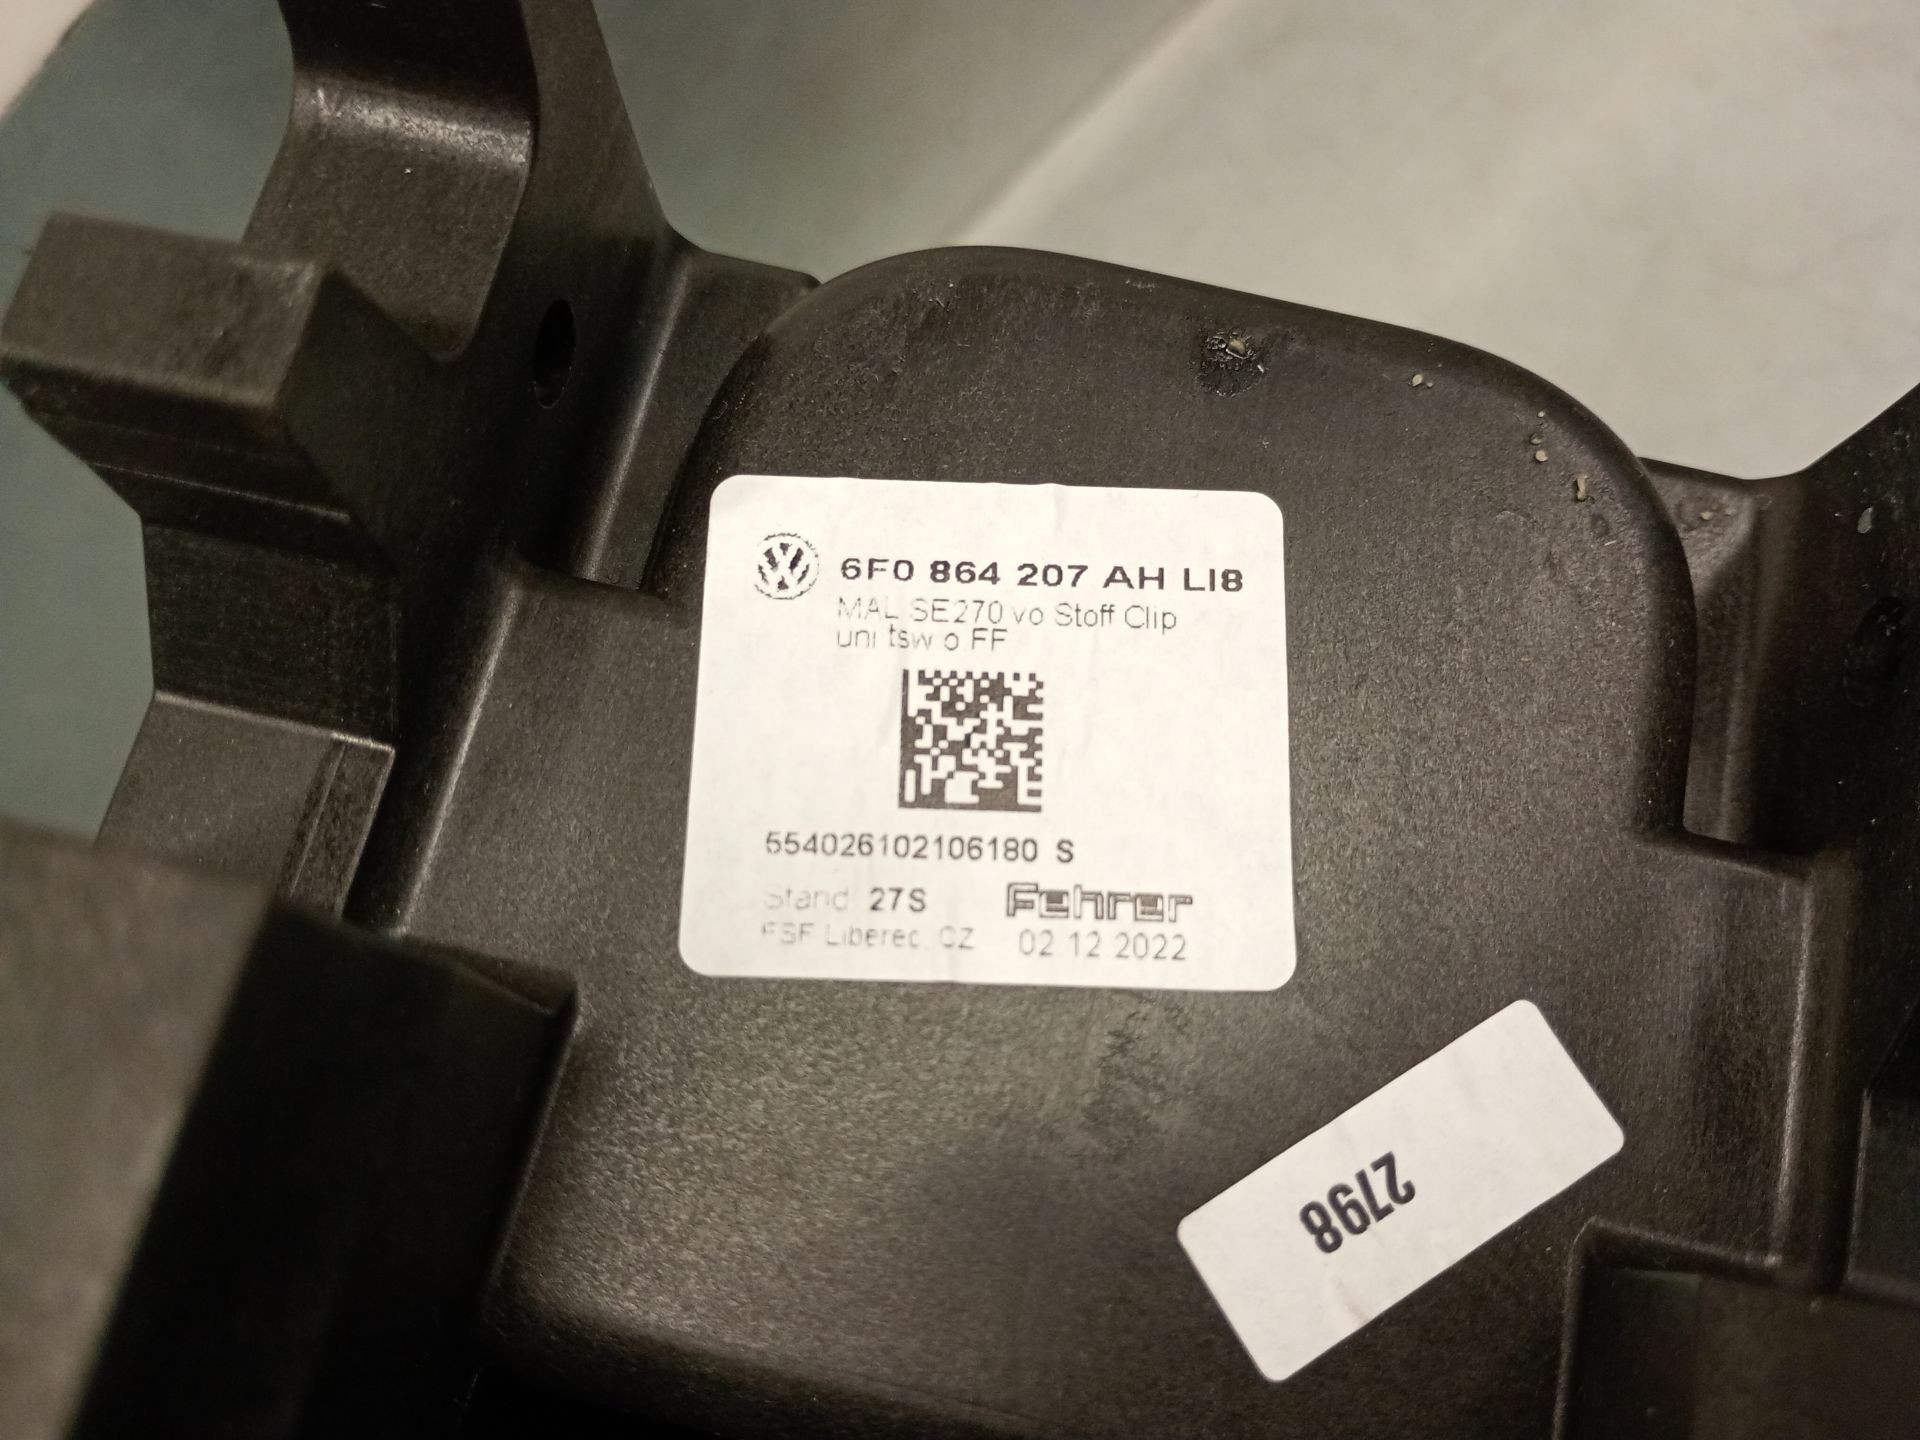 6F0 864 207 AH LI8
MAL SE270 vo Stoff Clip
uni tsw o FF
554026102106180 S
Stand 27S
Fehrer
FSF Liberec, CZ
02 12 2022
2798